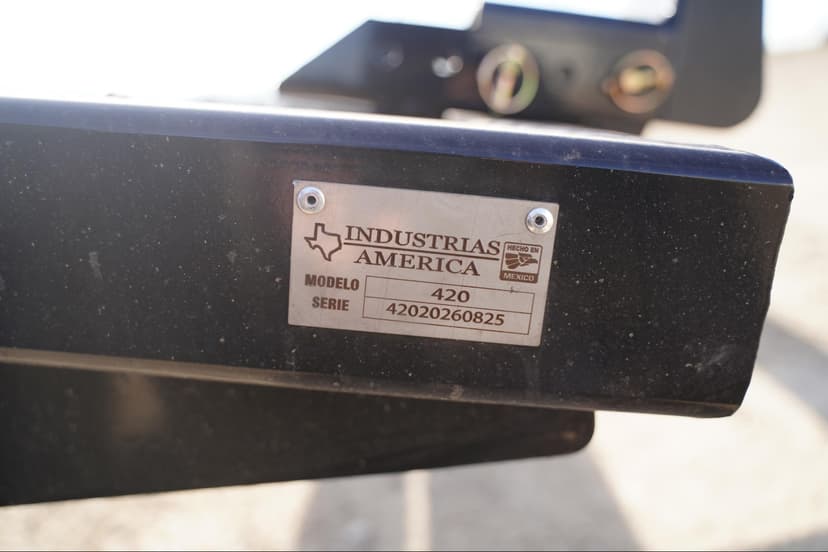 INDUSTRIAS
AMERICA
HECHO EN
MEXICO
MODELO 420
SERIE 42020260825